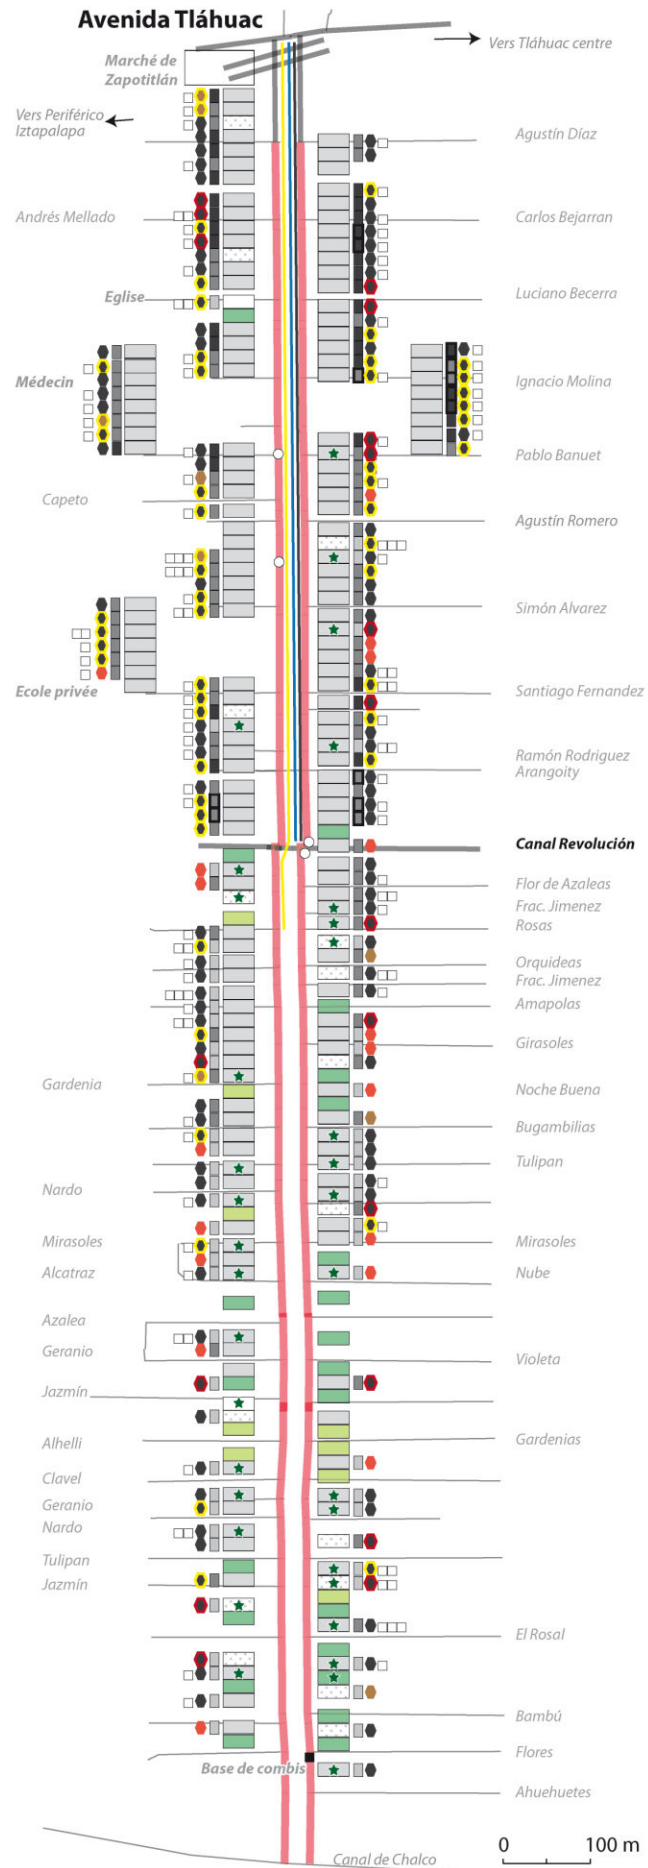 Avenida Tláhuac
Vers Tláhuac centre
Marché de
Zapotitlán
Vers Periférico
Iztapalapa
Agustín Díaz
Andrés Mellado
Carlos Bejarran
Eglise
Luciano Becerra
Médecin
Ignacio Molina
Pablo Banuet
Capeto
Agustín Romero
Simón Alvarez
Ecole privée
Santiago Fernandez
Ramón Rodriguez
Arangoity
Canal Revolución
Flor de Azaleas
Frac. Jimenez
Rosas
Orquideas
Frac. Jimenez
Amapolas
Girasoles
Gardenia
Noche Buena
Bugambilias
Tulipan
Nardo
Mirasoles
Mirasoles
Alcatraz
Nube
Azalea
Geranio
Violeta
Jazmín
Alhelli
Gardenias
Clavel
Geranio
Nardo
Tulipan
Jazmín
El Rosal
Bambú
Flores
Base de combis
Ahuehuetes
Canal de Chalco
0 100 m